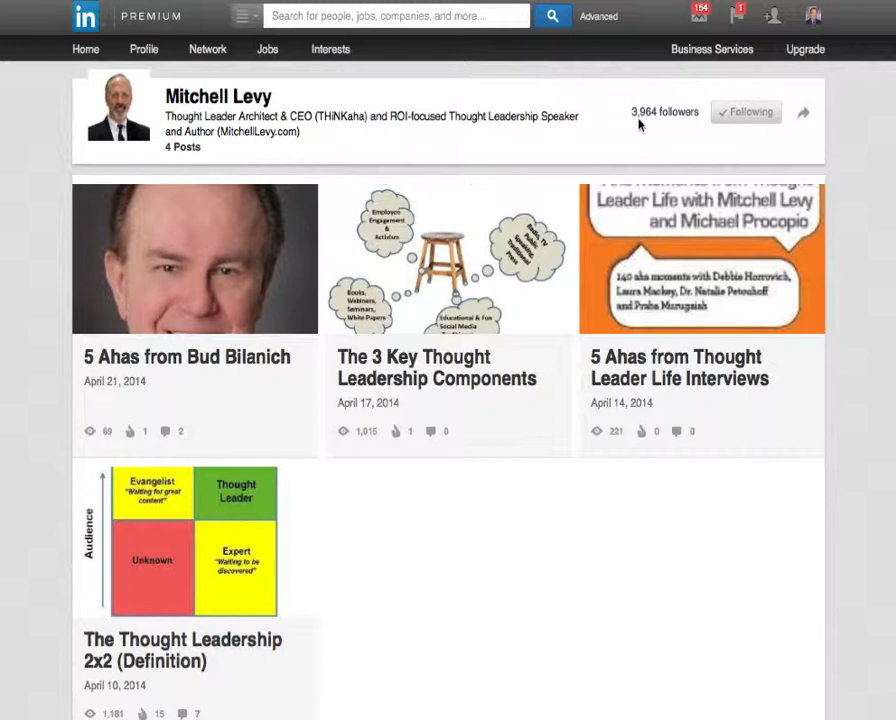 in PREMIUM
Search for people, jobs, companies, and more...
Advanced
154
1
Home Profile Network Jobs Interests
Business Services Upgrade
Mitchell Levy
Thought Leader Architect & CEO (THiNKaha) and ROI-focused Thought Leadership Speaker
and Author (MitchellLevy.com)
4 Posts
3,964 followers
Following
Employee
Engagement
&
Activism
Radio, TV
Public
Speaking,
Traditional
Press
Books,
Webinars,
Seminars,
White Papers
Educational & Fun
Social Media
Leader Life with Mitchell Levy
and Michael Procopio
140 aha moments with Debbie Horovitch,
Laura Mackey, Dr. Natalie Petouhoff
and Praba Murugaiah
5 Ahas from Bud Bilanich
April 21, 2014
69 1 2
The 3 Key Thought
Leadership Components
April 17, 2014
1,015 1 0
5 Ahas from Thought
Leader Life Interviews
April 14, 2014
221 0 0
Audience
Evangelist
"Waiting for great
content"
Thought
Leader
Unknown
Expert
"Waiting to be
discovered"
The Thought Leadership
2x2 (Definition)
April 10, 2014
1,181 15 7